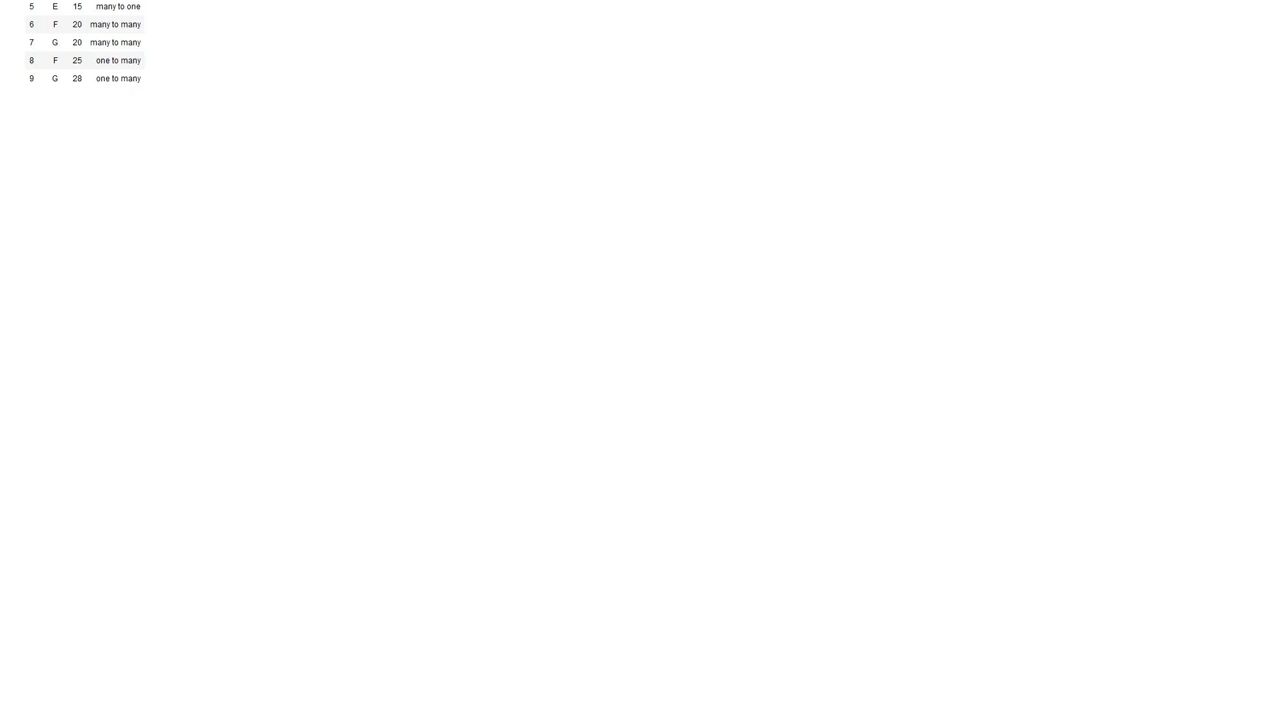 5 E 15 many to one
6 F 20 many to many
7 G 20 many to many
8 F 25 one to many
9 G 28 one to many